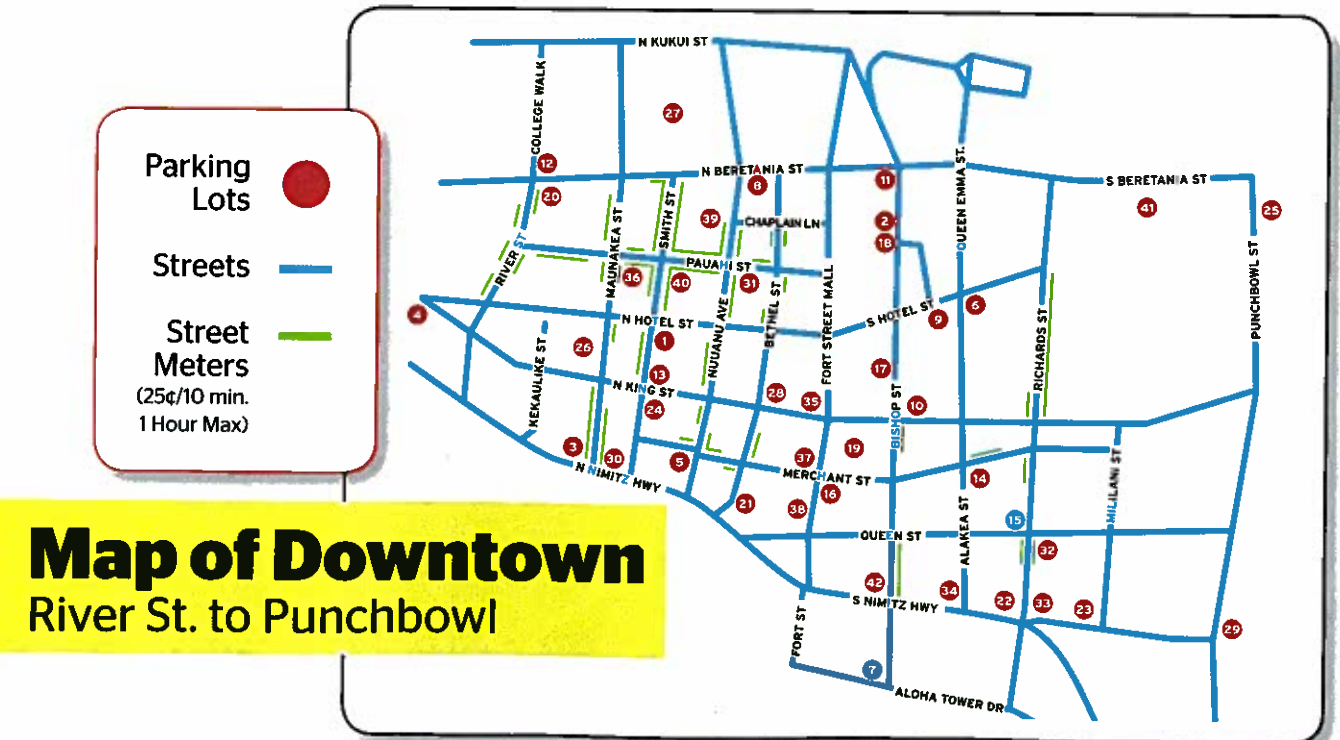 Parking
Lots
Streets
Street
Meters
(25¢/10 min.
1 Hour Max)
Map of Downtown
River St. to Punchbowl
N KUKUI ST
COLLEGE WALK
27
12
N BERETANIA ST
8
11
QUEEN EMMA ST.
S BERETANIA ST
20
SMITH ST
39
CHAPLAIN LN
2
18
41
25
RIVER ST
MAUNAKEA ST
PAUAHI ST
36
40
31
BETHEL ST
FORT STREET MALL
S HOTEL ST
9
6
PUNCHBOWL ST
4
N HOTEL ST
NUUANU AVE
RICHARDS ST
26
1
KEKAULIKE ST
13
N KING ST
17
28
35
24
BISHOP ST
10
3
30
5
37
19
N NIMITZ HWY
MERCHANT ST
14
MILILANI ST
21
38
16
QUEEN ST
ALAKEA ST
15
32
42
S NIMITZ HWY
34
22
33
23
29
FORT ST
7
ALOHA TOWER DR